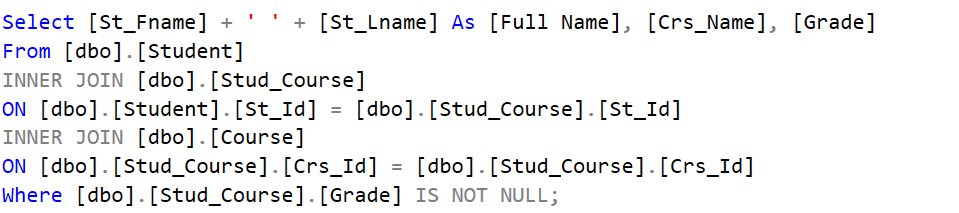 Select [St_Fname] + ' ' + [St_Lname] As [Full Name], [Crs_Name], [Grade]
From [dbo].[Student]
INNER JOIN [dbo].[Stud_Course]
ON [dbo].[Student].[St_Id] = [dbo].[Stud_Course].[St_Id]
INNER JOIN [dbo].[Course]
ON [dbo].[Stud_Course].[Crs_Id] = [dbo].[Stud_Course].[Crs_Id]
Where [dbo].[Stud_Course].[Grade] IS NOT NULL;